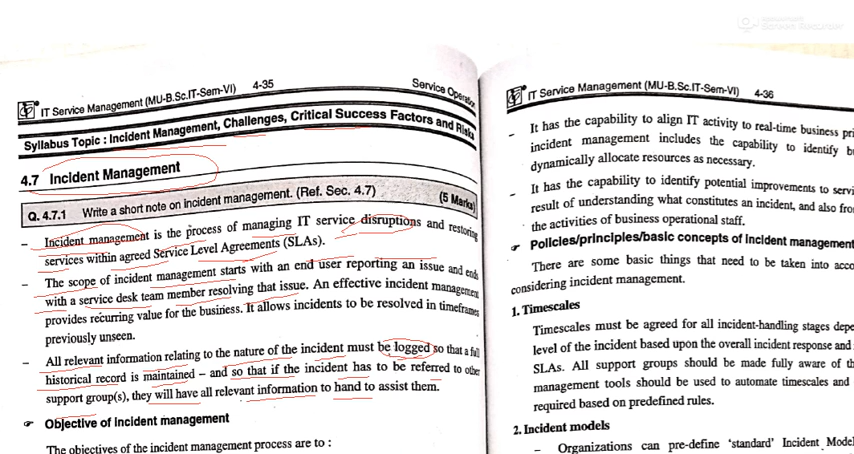 IT Service Management (MU-B.Sc.IT-Sem-VI) 4-35 Service Operation
Syllabus Topic : Incident Management, Challenges, Critical Success Factors and Risks
4.7 Incident Management
Q. 4.7.1 Write a short note on incident management. (Ref. Sec. 4.7) (5 Marks)
– Incident management is the process of managing IT service disruptions and restoring
services within agreed Service Level Agreements (SLAs).
– The scope of incident management starts with an end user reporting an issue and ends
with a service desk team member resolving that issue. An effective incident management
provides recurring value for the business. It allows incidents to be resolved in timeframes
previously unseen.
– All relevant information relating to the nature of the incident must be logged so that a full
historical record is maintained – and so that if the incident has to be referred to other
support group(s), they will have all relevant information to hand to assist them.
☞ Objective of Incident management
The objectives of the incident management process are to :
IT Service Management (MU-B.Sc.IT-Sem-VI) 4-36
– It has the capability to align IT activity to real-time business pri
incident management includes the capability to identify b
dynamically allocate resources as necessary.
– It has the capability to identify potential improvements to servi
result of understanding what constitutes an incident, and also fro
the activities of business operational staff.
☞ Policies/principles/basic concepts of Incident management
There are some basic things that need to be taken into acco
considering incident management.
1. Timescales
Timescales must be agreed for all incident-handling stages depe
level of the incident based upon the overall incident response and
SLAs. All support groups should be made fully aware of th
management tools should be used to automate timescales and
required based on predefined rules.
2. Incident models
– Organizations can pre-define 'standard' Incident Model